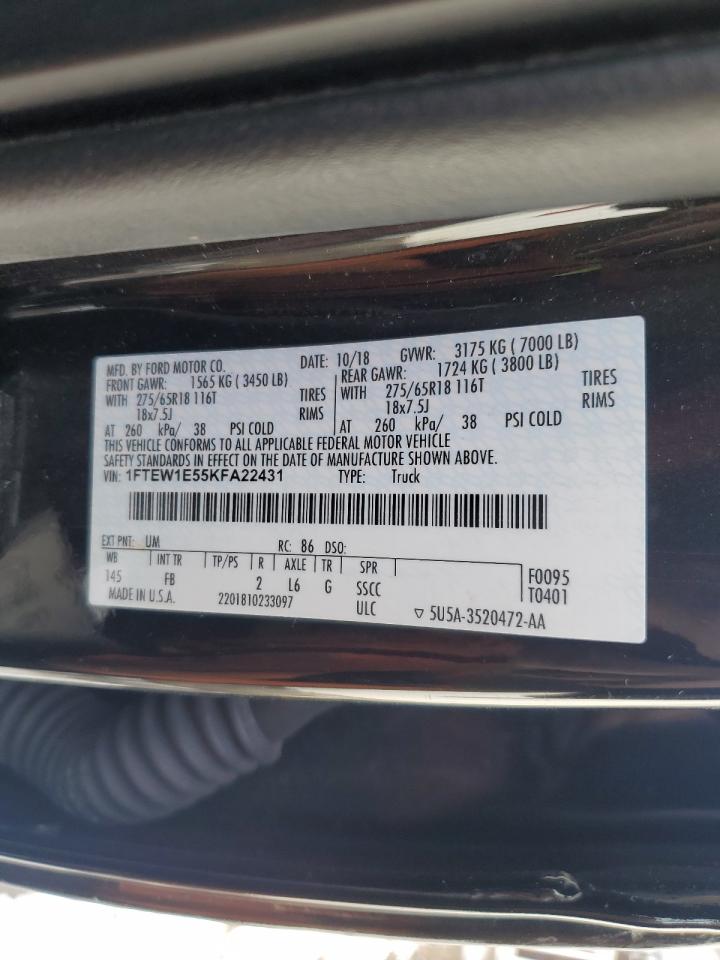 MFD. BY FORD MOTOR CO. DATE: 10/18 GVWR: 3175 KG ( 7000 LB)
FRONT GAWR: 1565 KG ( 3450 LB) REAR GAWR: 1724 KG ( 3800 LB)
WITH 275/65R18 116T TIRES WITH 275/65R18 116T TIRES
18x7.5J RIMS 18x7.5J RIMS
AT 260 kPa/ 38 PSI COLD AT 260 kPa/ 38 PSI COLD
THIS VEHICLE CONFORMS TO ALL APPLICABLE FEDERAL MOTOR VEHICLE
SAFETY STANDARDS IN EFFECT ON THE DATE OF MANUFACTURE SHOWN ABOVE.
VIN: 1FTEW1E55KFA22431 TYPE: Truck
EXT PNT: UM RC: 86 DSO:
WB INT TR TP/PS R AXLE TR SPR
145 FB 2 L6 G SSCC F0095
MADE IN U.S.A. 2201810233097 ULC ▽ 5U5A-3520472-AA T0401